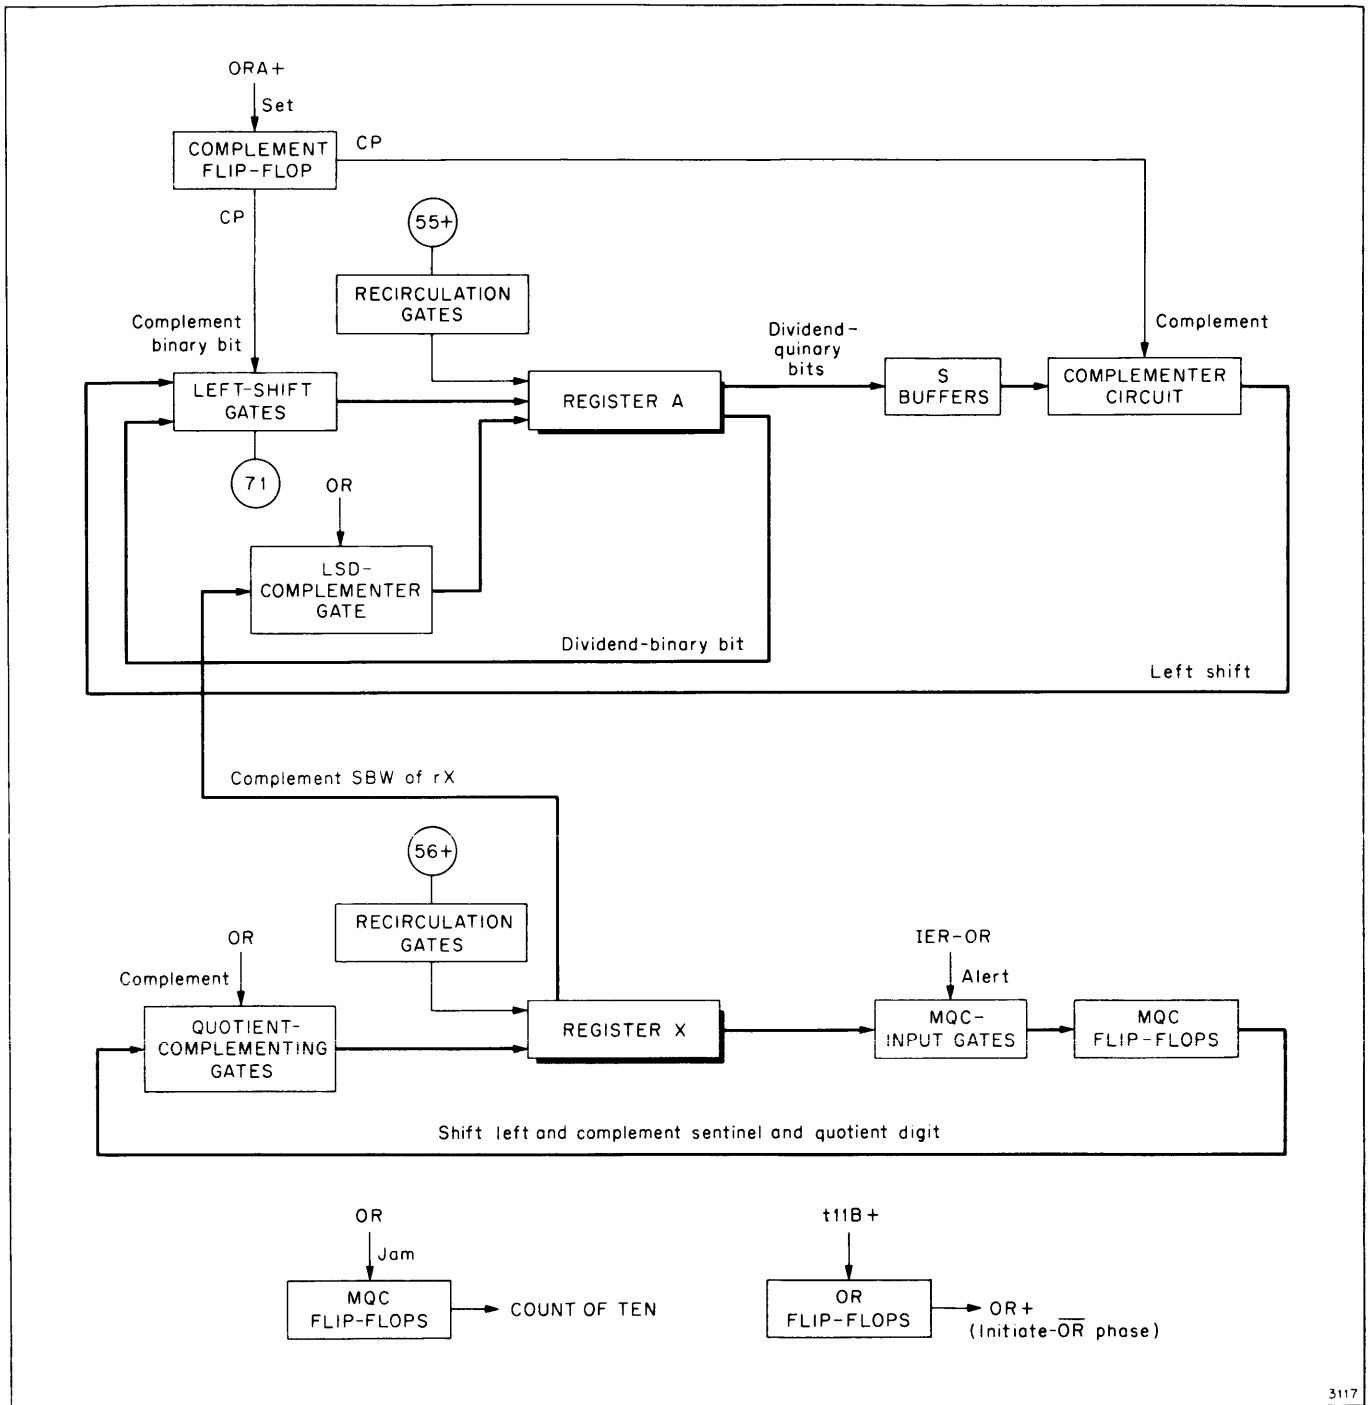 ORA+
Set
COMPLEMENT
FLIP-FLOP
CP
CP
55+
RECIRCULATION
GATES
Complement
binary bit
Dividend-
quinary
bits
Complement
LEFT-SHIFT
GATES
REGISTER A
S
BUFFERS
COMPLEMENTER
CIRCUIT
71
OR
LSD-
COMPLEMENTER
GATE
Dividend-binary bit
Left shift
Complement SBW of rX
56+
RECIRCULATION
GATES
OR
Complement
IER-OR
Alert
QUOTIENT-
COMPLEMENTING
GATES
REGISTER X
MQC-
INPUT GATES
MQC
FLIP-FLOPS
Shift left and complement sentinel and quotient digit
OR
Jam
MQC
FLIP-FLOPS
COUNT OF TEN
t11B+
OR
FLIP-FLOPS
OR+
(Initiate-O̅R̅ phase)
3117